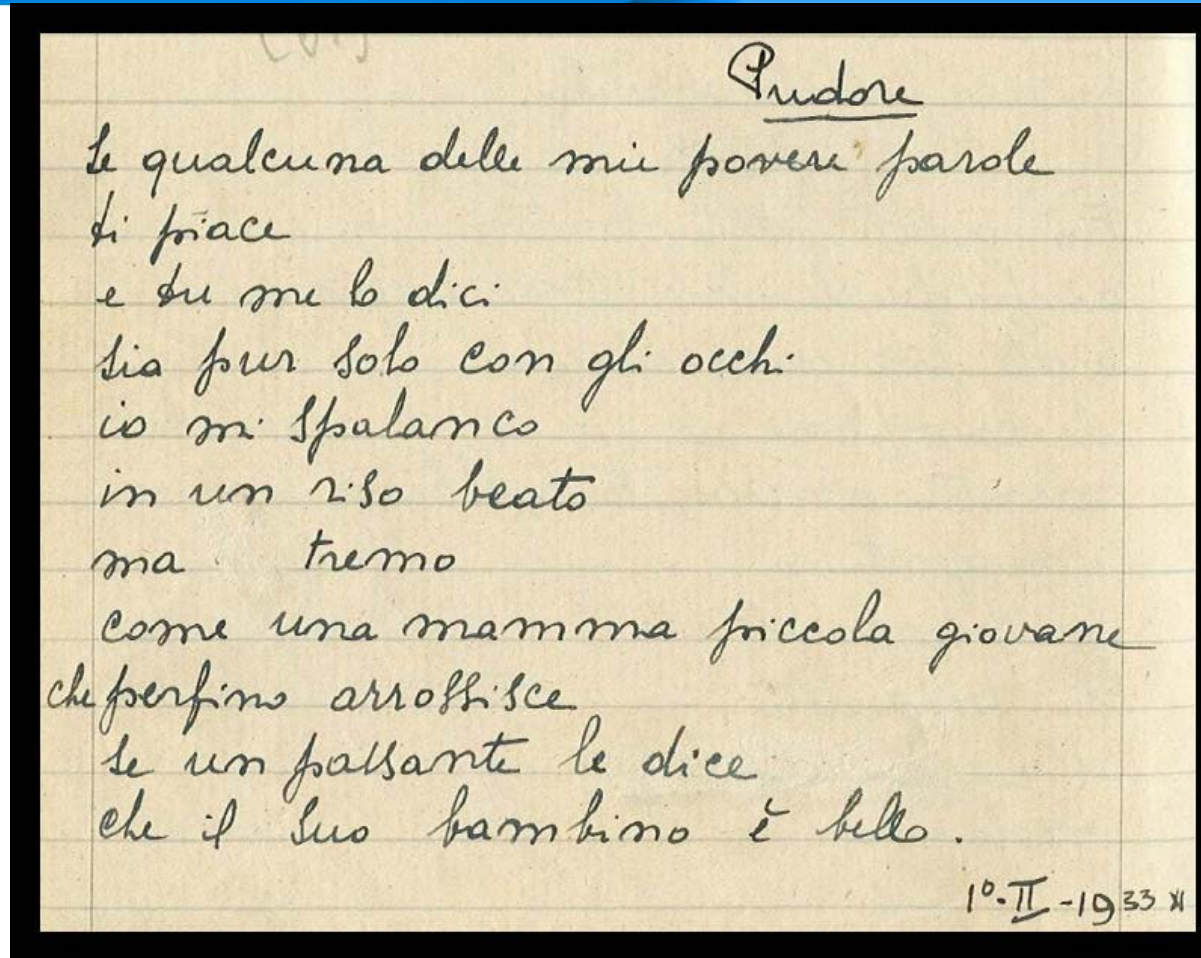 Pudore
Se qualcuna delle mie povere parole
ti piace
e tu me lo dici
sia pur solo con gli occhi
io mi spalanco
in un riso beato
ma tremo
come una mamma piccola giovane
che perfino arrossisce
se un passante le dice
che il suo bambino è bello.
1º-II-1933 XI